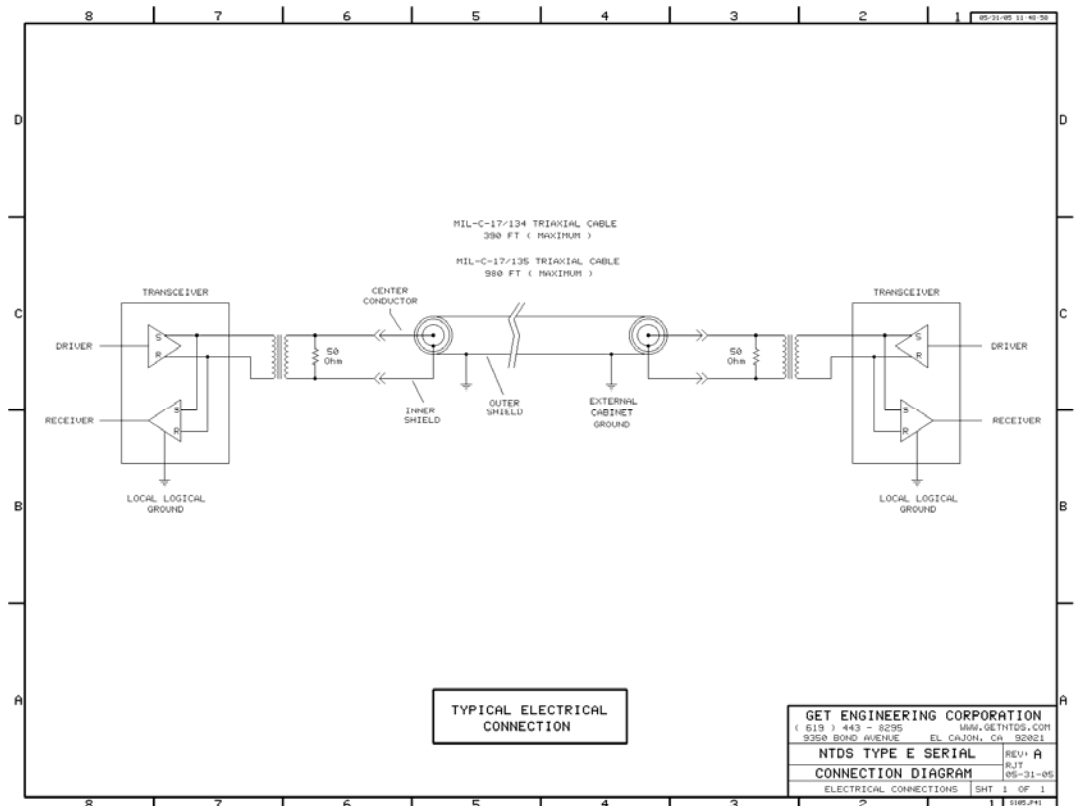 8 7 6 5 4 3 2 1 05/31/05 11:40:50
D D
MIL-C-17/134 TRIAXIAL CABLE
390 FT ( MAXIMUM )
MIL-C-17/135 TRIAXIAL CABLE
980 FT ( MAXIMUM )
TRANSCEIVER
CENTER
CONDUCTOR
TRANSCEIVER
C C
S
R
DRIVER
50
Ohm
50
Ohm
S
R
DRIVER
INNER
SHIELD
OUTER
SHIELD
EXTERNAL
CABINET
GROUND
RECEIVER
S
R
S
R
RECEIVER
LOCAL LOGICAL
GROUND
LOCAL LOGICAL
GROUND
B B
A A
TYPICAL ELECTRICAL
CONNECTION
GET ENGINEERING CORPORATION
( 619 ) 443 - 8295 WWW.GETNTDS.COM
9350 BOND AVENUE EL CAJON, CA 92021
NTDS TYPE E SERIAL
CONNECTION DIAGRAM
REV: A
RJT
05-31-05
ELECTRICAL CONNECTIONS SHT 1 OF 1
8 7 6 5 4 3 2 1 S105.P41